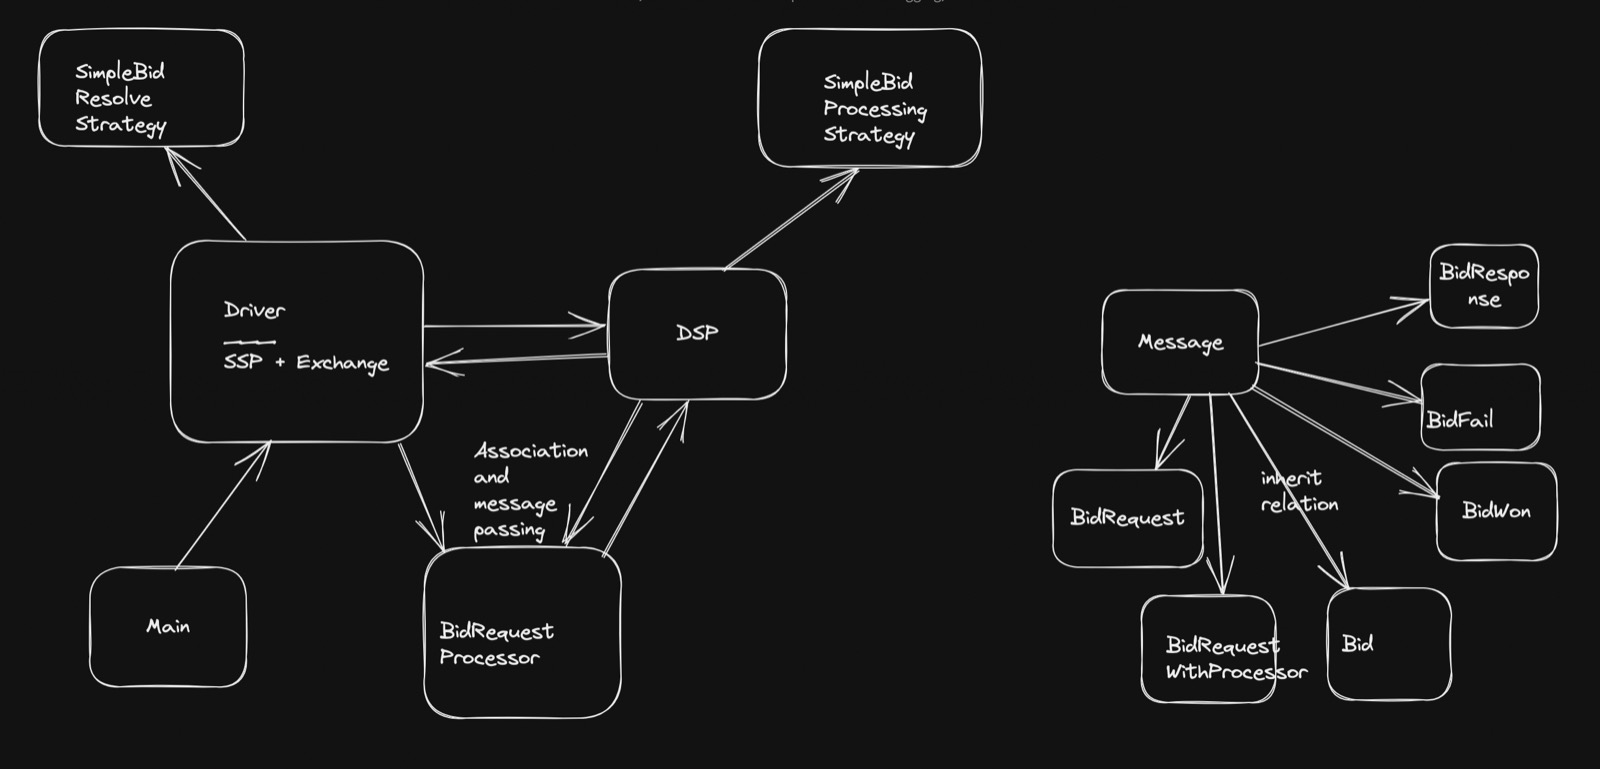 SimpleBid
Resolve
Strategy
SimpleBid
Processing
Strategy
Driver
SSP + Exchange
DSP
Association
and
message
passing
Main
BidRequest
Processor
Message
BidRespo
nse
BidFail
BidWon
inherit
relation
BidRequest
BidRequest
WithProcessor
Bid